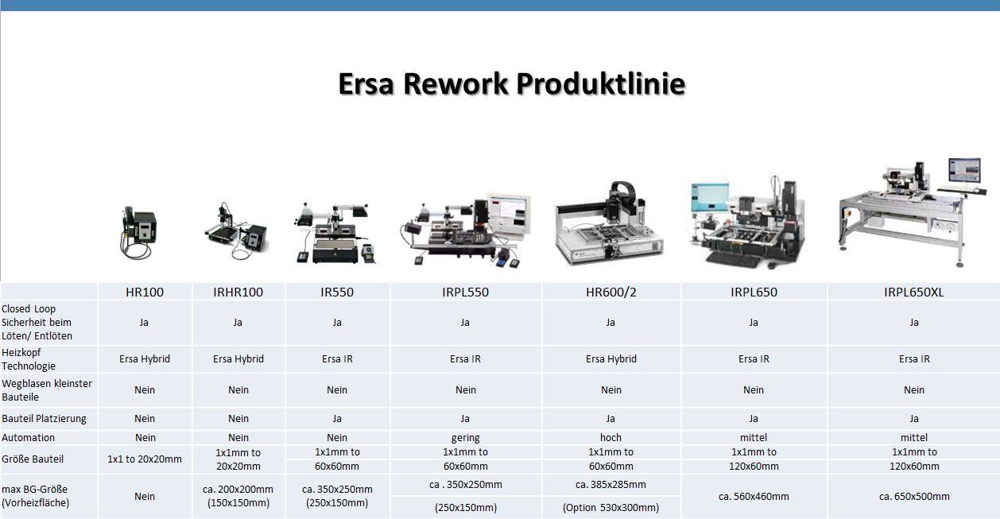 Ersa Rework Produktlinie
HR100 IRHR100 IR550 IRPL550 HR600/2 IRPL650 IRPL650XL
Closed Loop
Sicherheit beim
Löten/ Entlöten
Ja Ja Ja Ja Ja Ja Ja
Heizkopf
Technologie
Ersa Hybrid Ersa Hybrid Ersa IR Ersa IR Ersa Hybrid Ersa IR Ersa IR
Wegblasen kleinster
Bauteile
Nein Nein Nein Nein Nein Nein Nein
Bauteil Platzierung Nein Nein Ja Ja Ja Ja Ja
Automation Nein Nein Nein gering hoch mittel mittel
Größe Bauteil 1x1 to 20x20mm
1x1mm to 1x1mm to 1x1mm to 1x1mm to 1x1mm to 1x1mm to
20x20mm 60x60mm 60x60mm 60x60mm 120x60mm 120x60mm
max BG-Größe
(Vorheizfläche)
Nein
ca. 200x200mm ca. 350x250mm ca . 350x250mm ca. 385x285mm
(150x150mm) (250x150mm) (250x150mm) (Option 530x300mm)
ca. 560x460mm ca. 650x500mm